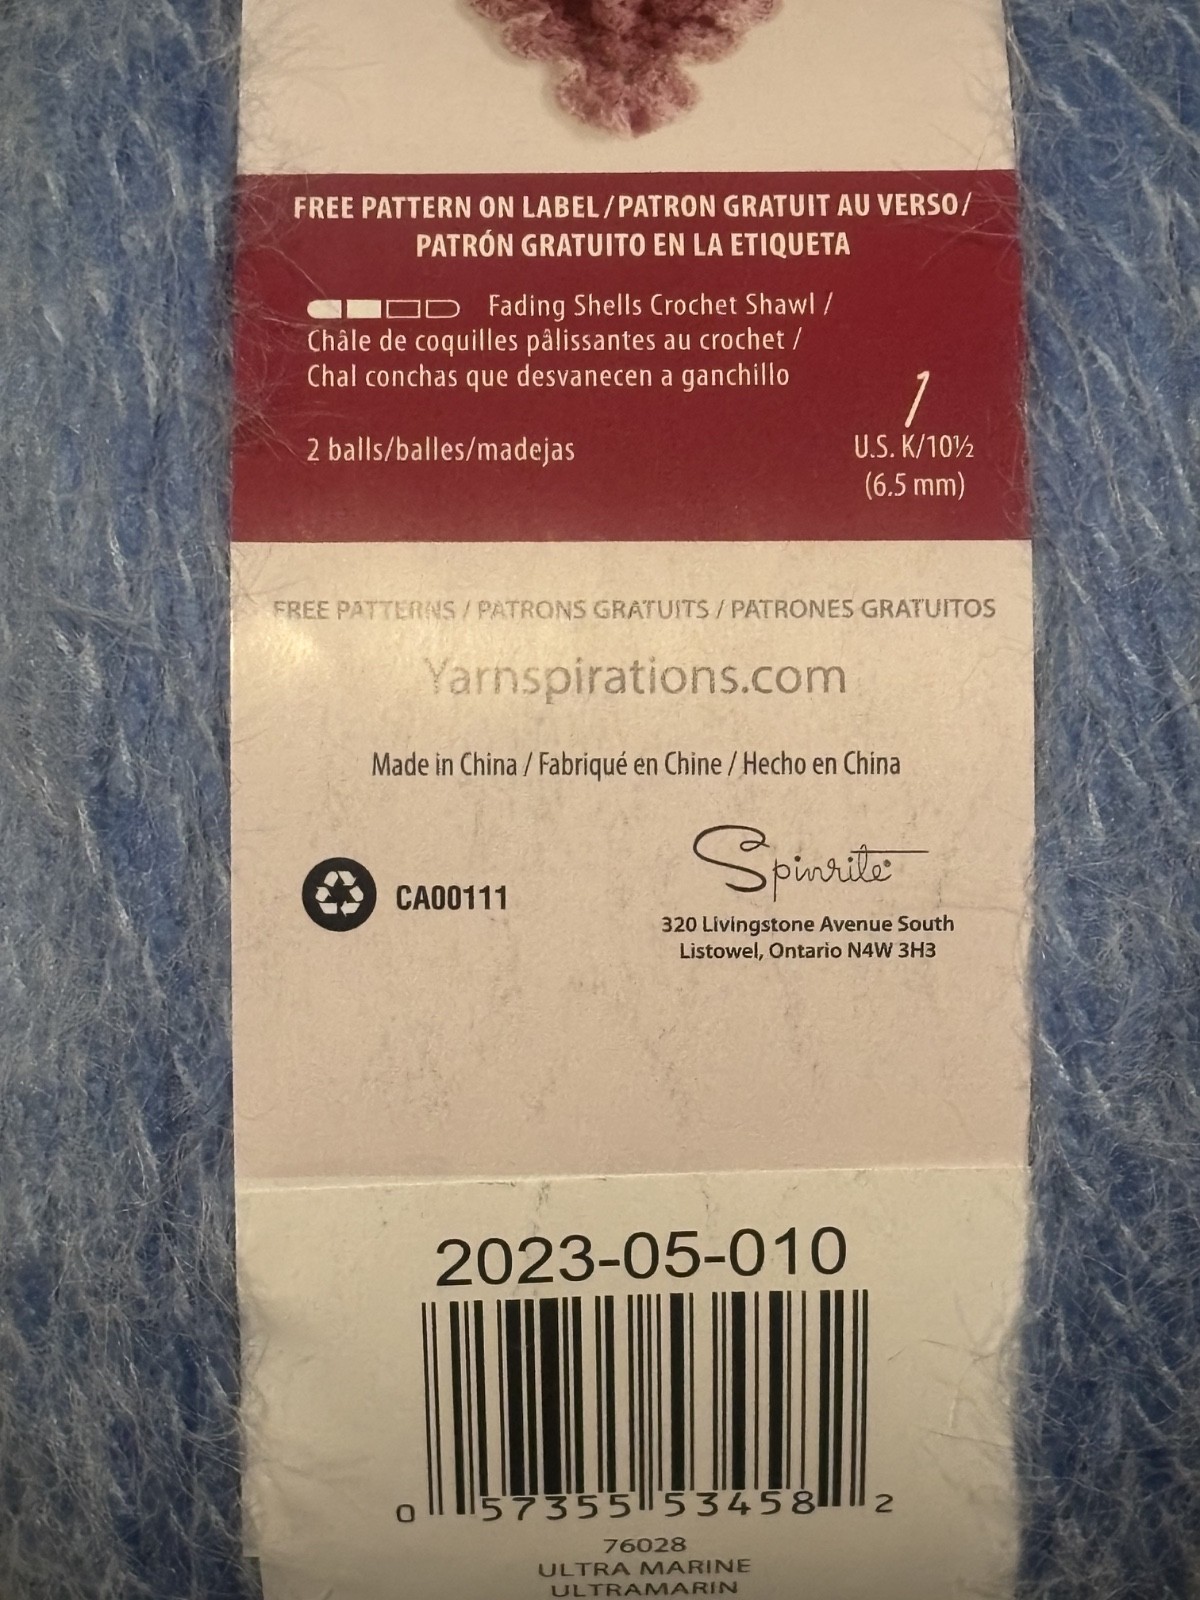 FREE PATTERN ON LABEL/PATRON GRATUIT AU VERSO/
PATRÓN GRATUITO EN LA ETIQUETA
Fading Shells Crochet Shawl /
Châle de coquilles pâlissantes au crochet /
Chal conchas que desvanecen a ganchillo
2 balls/balles/madejas
U.S. K/10½
(6.5 mm)
FREE PATTERNS / PATRONS GRATUITS / PATRONES GRATUITOS
Yarnspirations.com
Made in China / Fabriqué en Chine / Hecho en China
CA00111
Spinrite
320 Livingstone Avenue South
Listowel, Ontario N4W 3H3
2023-05-010
0 57355 53458 2
76028
ULTRA MARINE
ULTRAMARIN